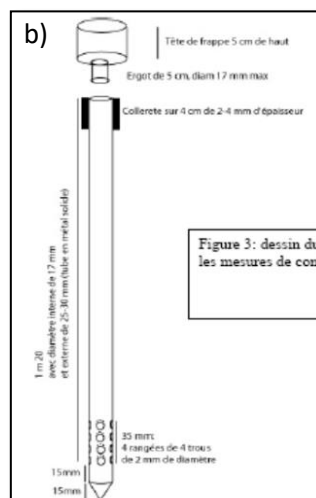 b)
Tête de frappe 5 cm de haut
Ergot de 5 cm, diam 17 mm max
Collerete sur 4 cm de 2-4 mm d'épaisseur
1 m 20
avec diamètre interne de 17 mm
et externe de 25-30 mm (tube en métal solide)
Figure 3: dessin du
les mesures de con
35 mm:
4 rangées de 4 trous
de 2 mm de diamètre
15mm
15mm